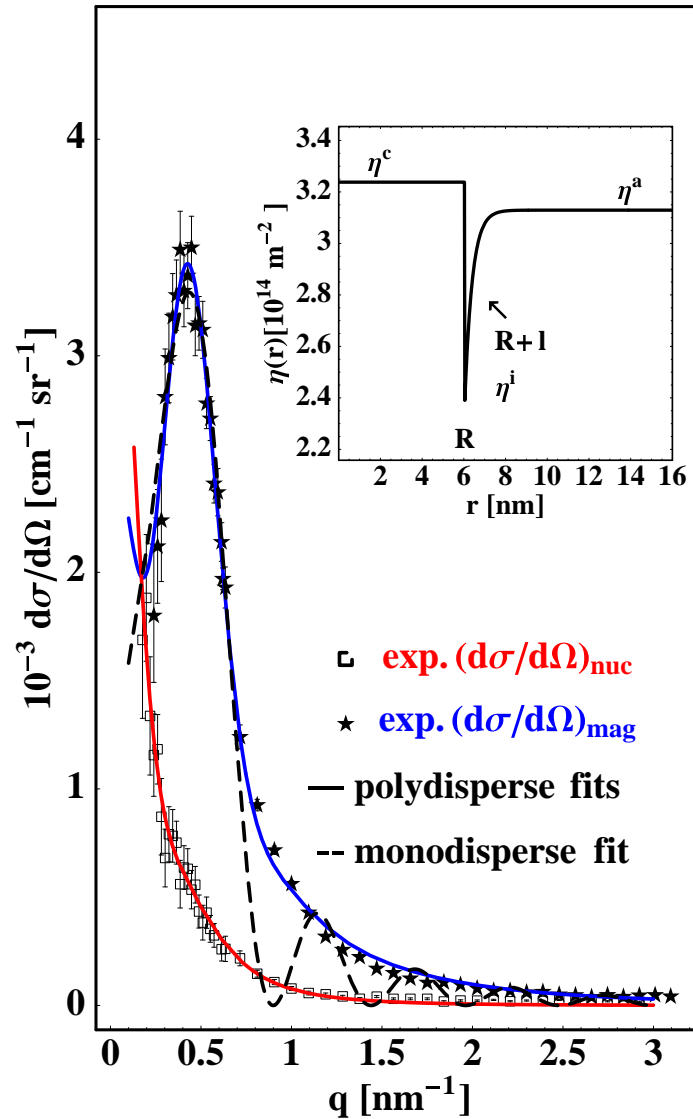 10⁻³ dσ/dΩ [cm⁻¹ sr⁻¹]
4
3
2
1
0
η(r)[10¹⁴ m⁻²]
3.4
3.2
3
2.8
2.6
2.4
2.2
ηᶜ
ηᵃ
R+l
ηⁱ
R
2 4 6 8 10 12 14 16
r [nm]
exp. (dσ/dΩ)nuc
exp. (dσ/dΩ)mag
polydisperse fits
monodisperse fit
0 0.5 1 1.5 2 2.5 3
q [nm⁻¹]